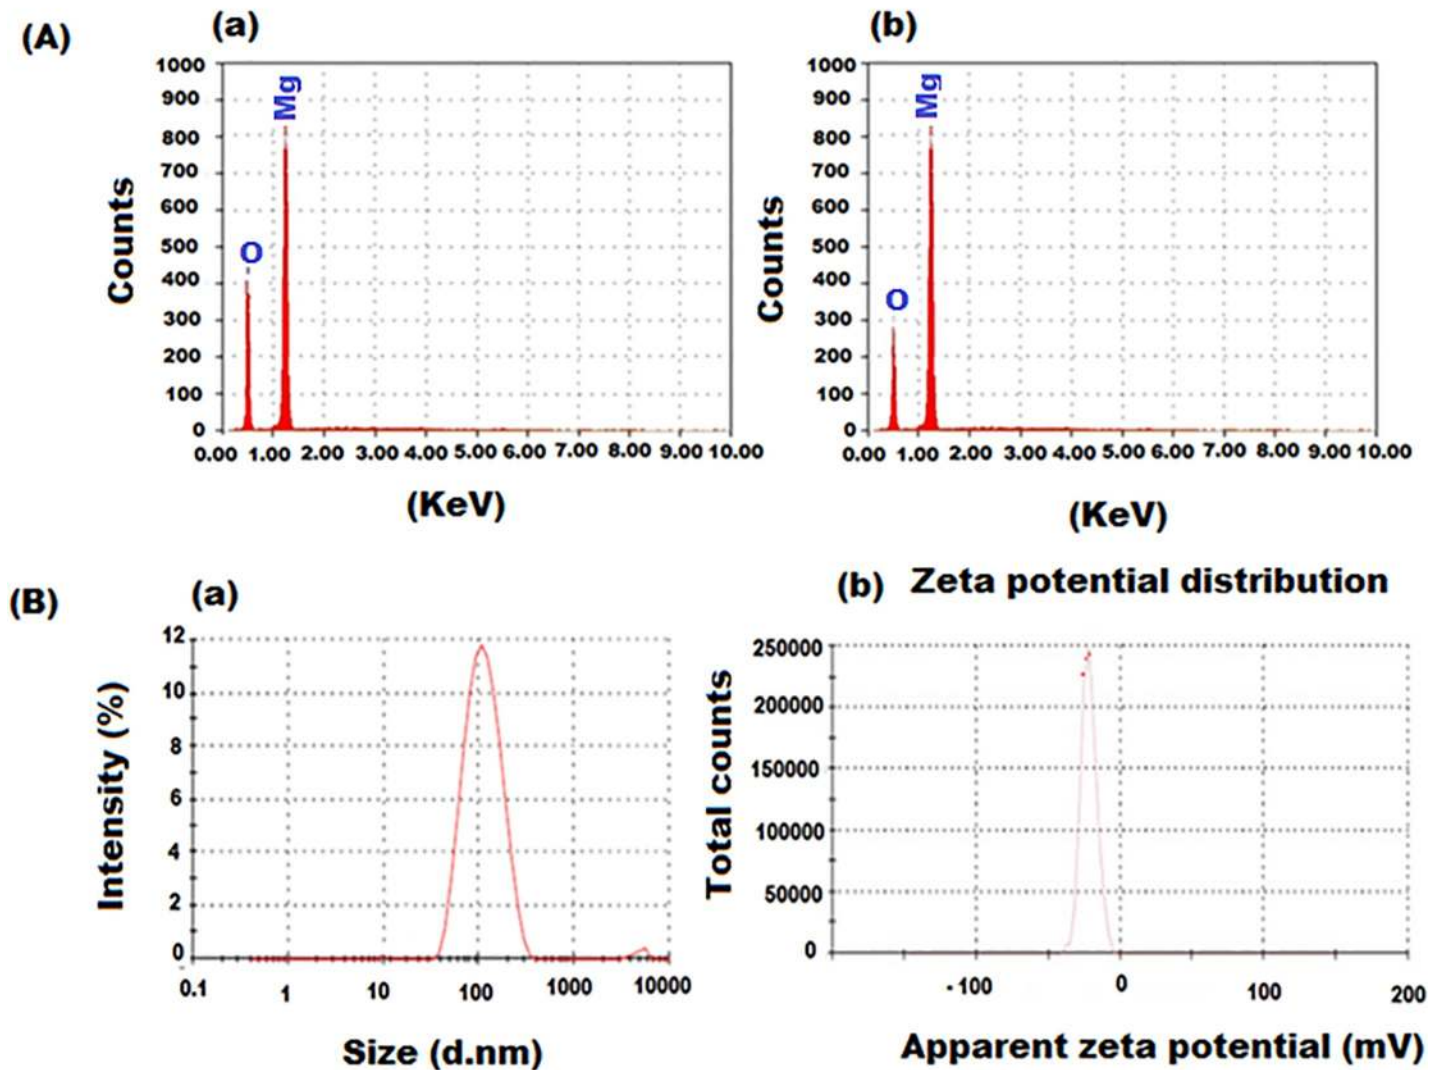 (A)
(a)
1000
900
800
700
600
500
400
300
200
100
0
Counts
O
Mg
0.00 1.00 2.00 3.00 4.00 5.00 6.00 7.00 8.00 9.00 10.00
(KeV)
(b)
1000
900
800
700
600
500
400
300
200
100
0
Counts
O
Mg
0.00 1.00 2.00 3.00 4.00 5.00 6.00 7.00 8.00 9.00 10.00
(KeV)
(B)
(a)
12
10
8
6
4
2
0
Intensity (%)
0.1 1 10 100 1000 10000
Size (d.nm)
(b) Zeta potential distribution
250000
200000
150000
100000
50000
0
Total counts
-100 0 100 200
Apparent zeta potential (mV)